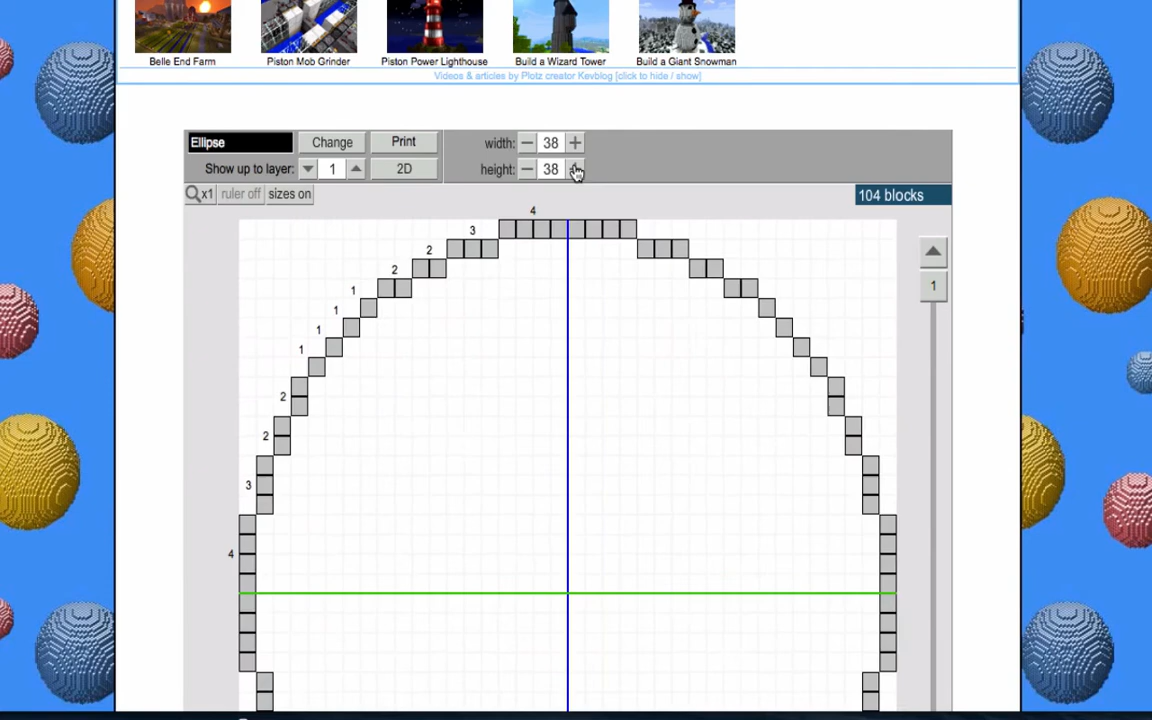 Belle End Farm
Piston Mob Grinder
Piston Power Lighthouse
Build a Wizard Tower
Build a Giant Snowman
Videos & articles by Plotz creator Kevblog [click to hide / show]
Ellipse
Change
Print
width:
38
Show up to layer:
1
2D
height:
38
x1
ruler off
sizes on
104 blocks
4
3
2
2
1
1
1
1
2
2
3
4
1